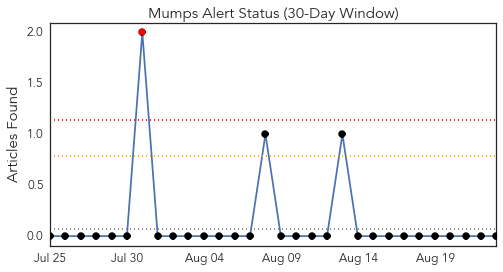 Mumps Alert Status (30-Day Window)
Articles Found
2.0
1.5
1.0
0.5
0.0
Jul 25 Jul 30 Aug 04 Aug 09 Aug 14 Aug 19